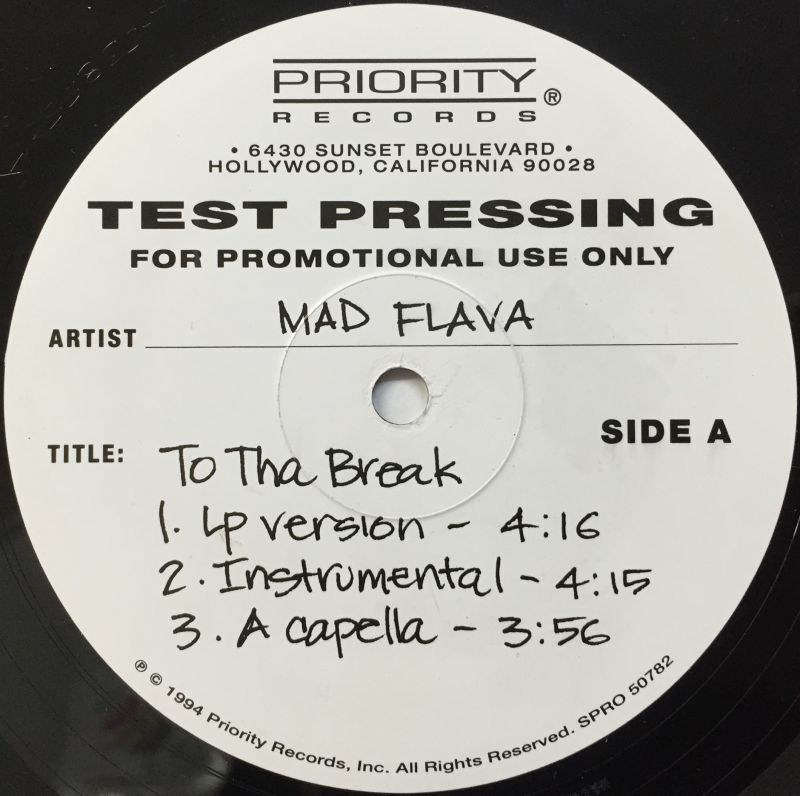 PRIORITY ®
RECORDS
• 6430 SUNSET BOULEVARD •
HOLLYWOOD, CALIFORNIA 90028
TEST PRESSING
FOR PROMOTIONAL USE ONLY
ARTIST MAD FLAVA
SIDE A
TITLE: To Tha Break
1. Lp version - 4:16
2. Instrumental - 4:15
3. A capella - 3:56
℗ © 1994 Priority Records, Inc. All Rights Reserved. SPRO 50782